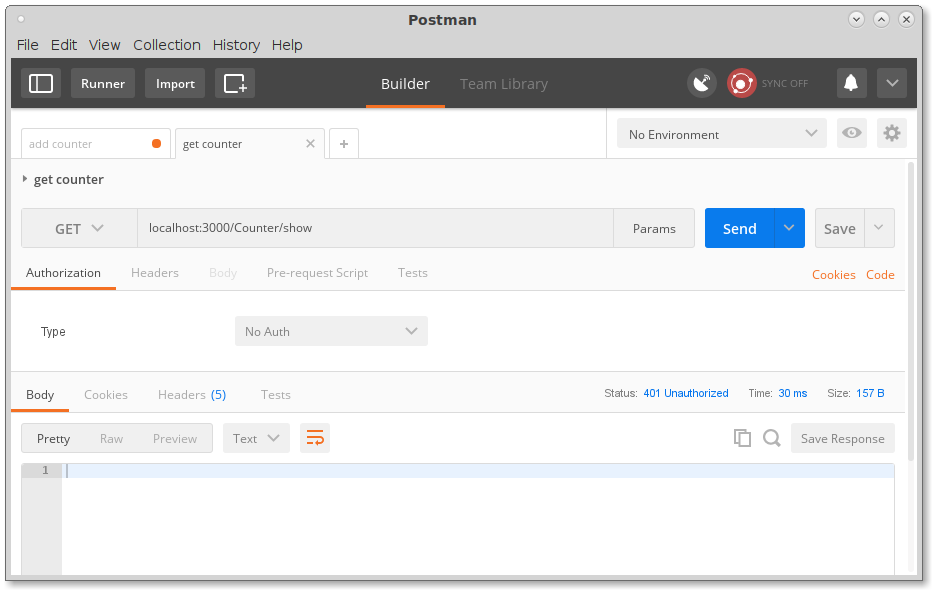 Postman
File Edit View Collection History Help
Runner Import Builder Team Library SYNC OFF
add counter get counter No Environment
get counter
GET localhost:3000/Counter/show Params Send Save
Authorization Headers Body Pre-request Script Tests Cookies Code
Type No Auth
Body Cookies Headers (5) Tests Status: 401 Unauthorized Time: 30 ms Size: 157 B
Pretty Raw Preview Text Save Response
1